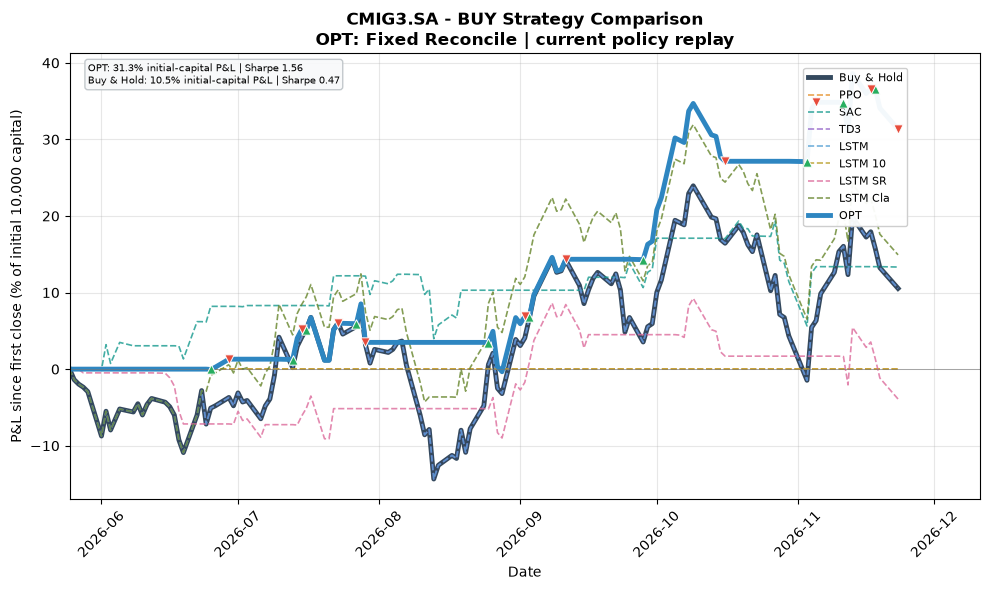 CMIG3.SA - BUY Strategy Comparison
OPT: Fixed Reconcile | current policy replay
OPT: 31.3% initial-capital P&L | Sharpe 1.56
Buy & Hold: 10.5% initial-capital P&L | Sharpe 0.47
Buy & Hold
PPO
SAC
TD3
LSTM
LSTM 10
LSTM SR
LSTM Cla
OPT
P&L since first close (% of initial 10,000 capital)
40
30
20
10
0
−10
2026-06
2026-07
2026-08
2026-09
2026-10
2026-11
2026-12
Date